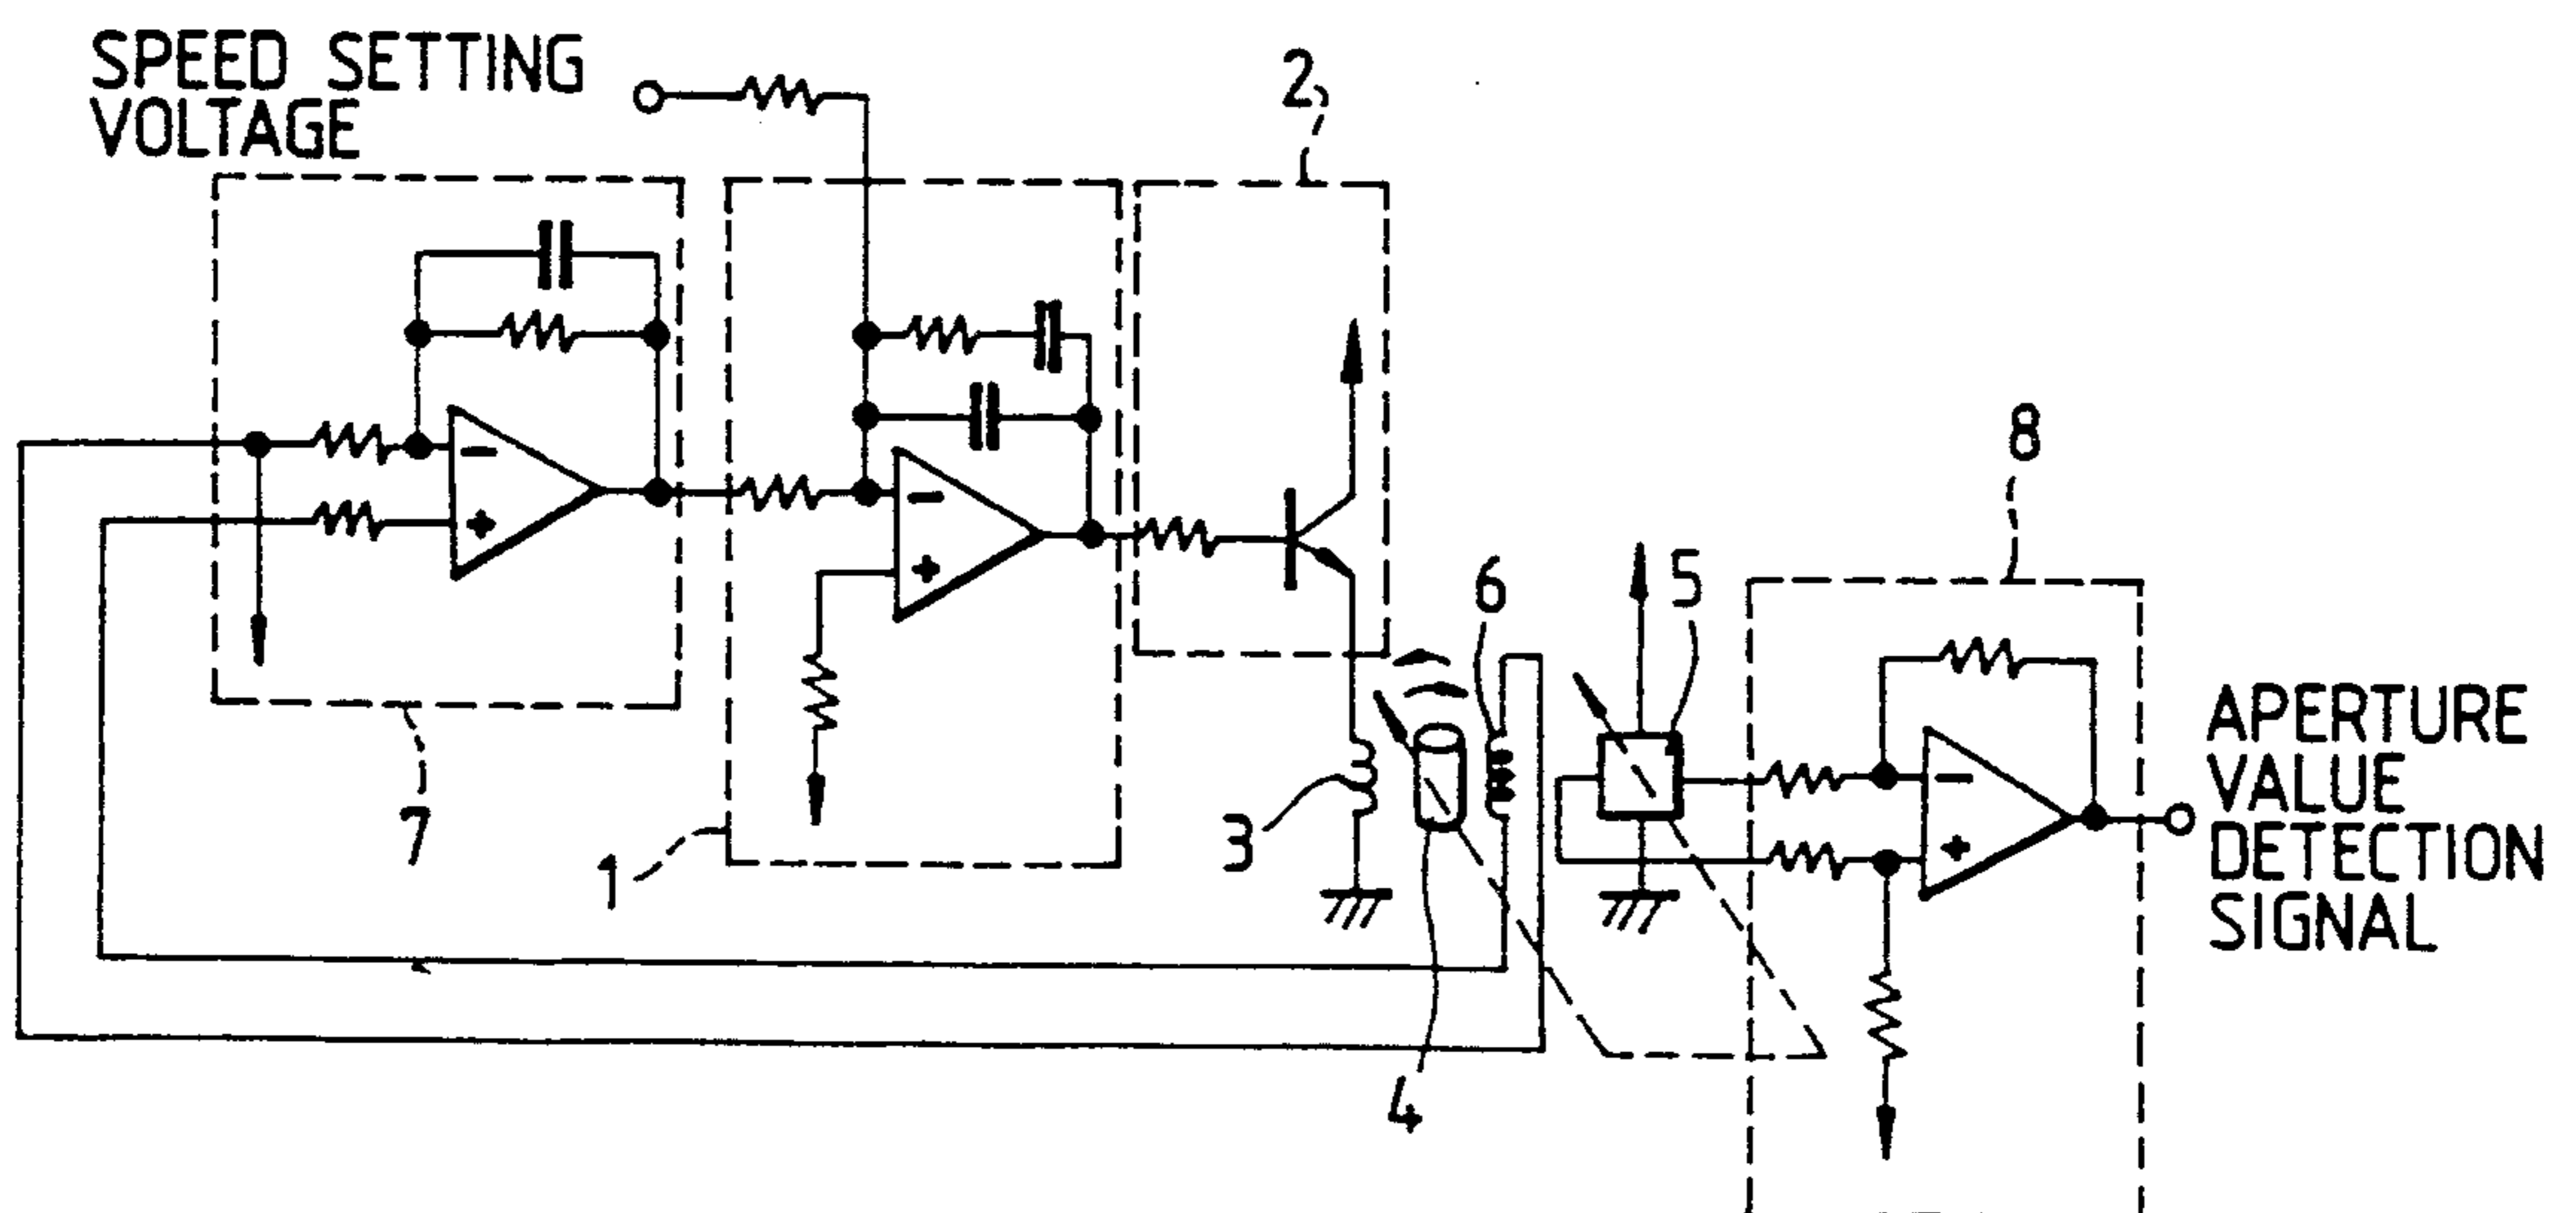 SPEED SETTING
VOLTAGE
2
8
6
5
7
1
3
4
APERTURE
VALUE
DETECTION
SIGNAL